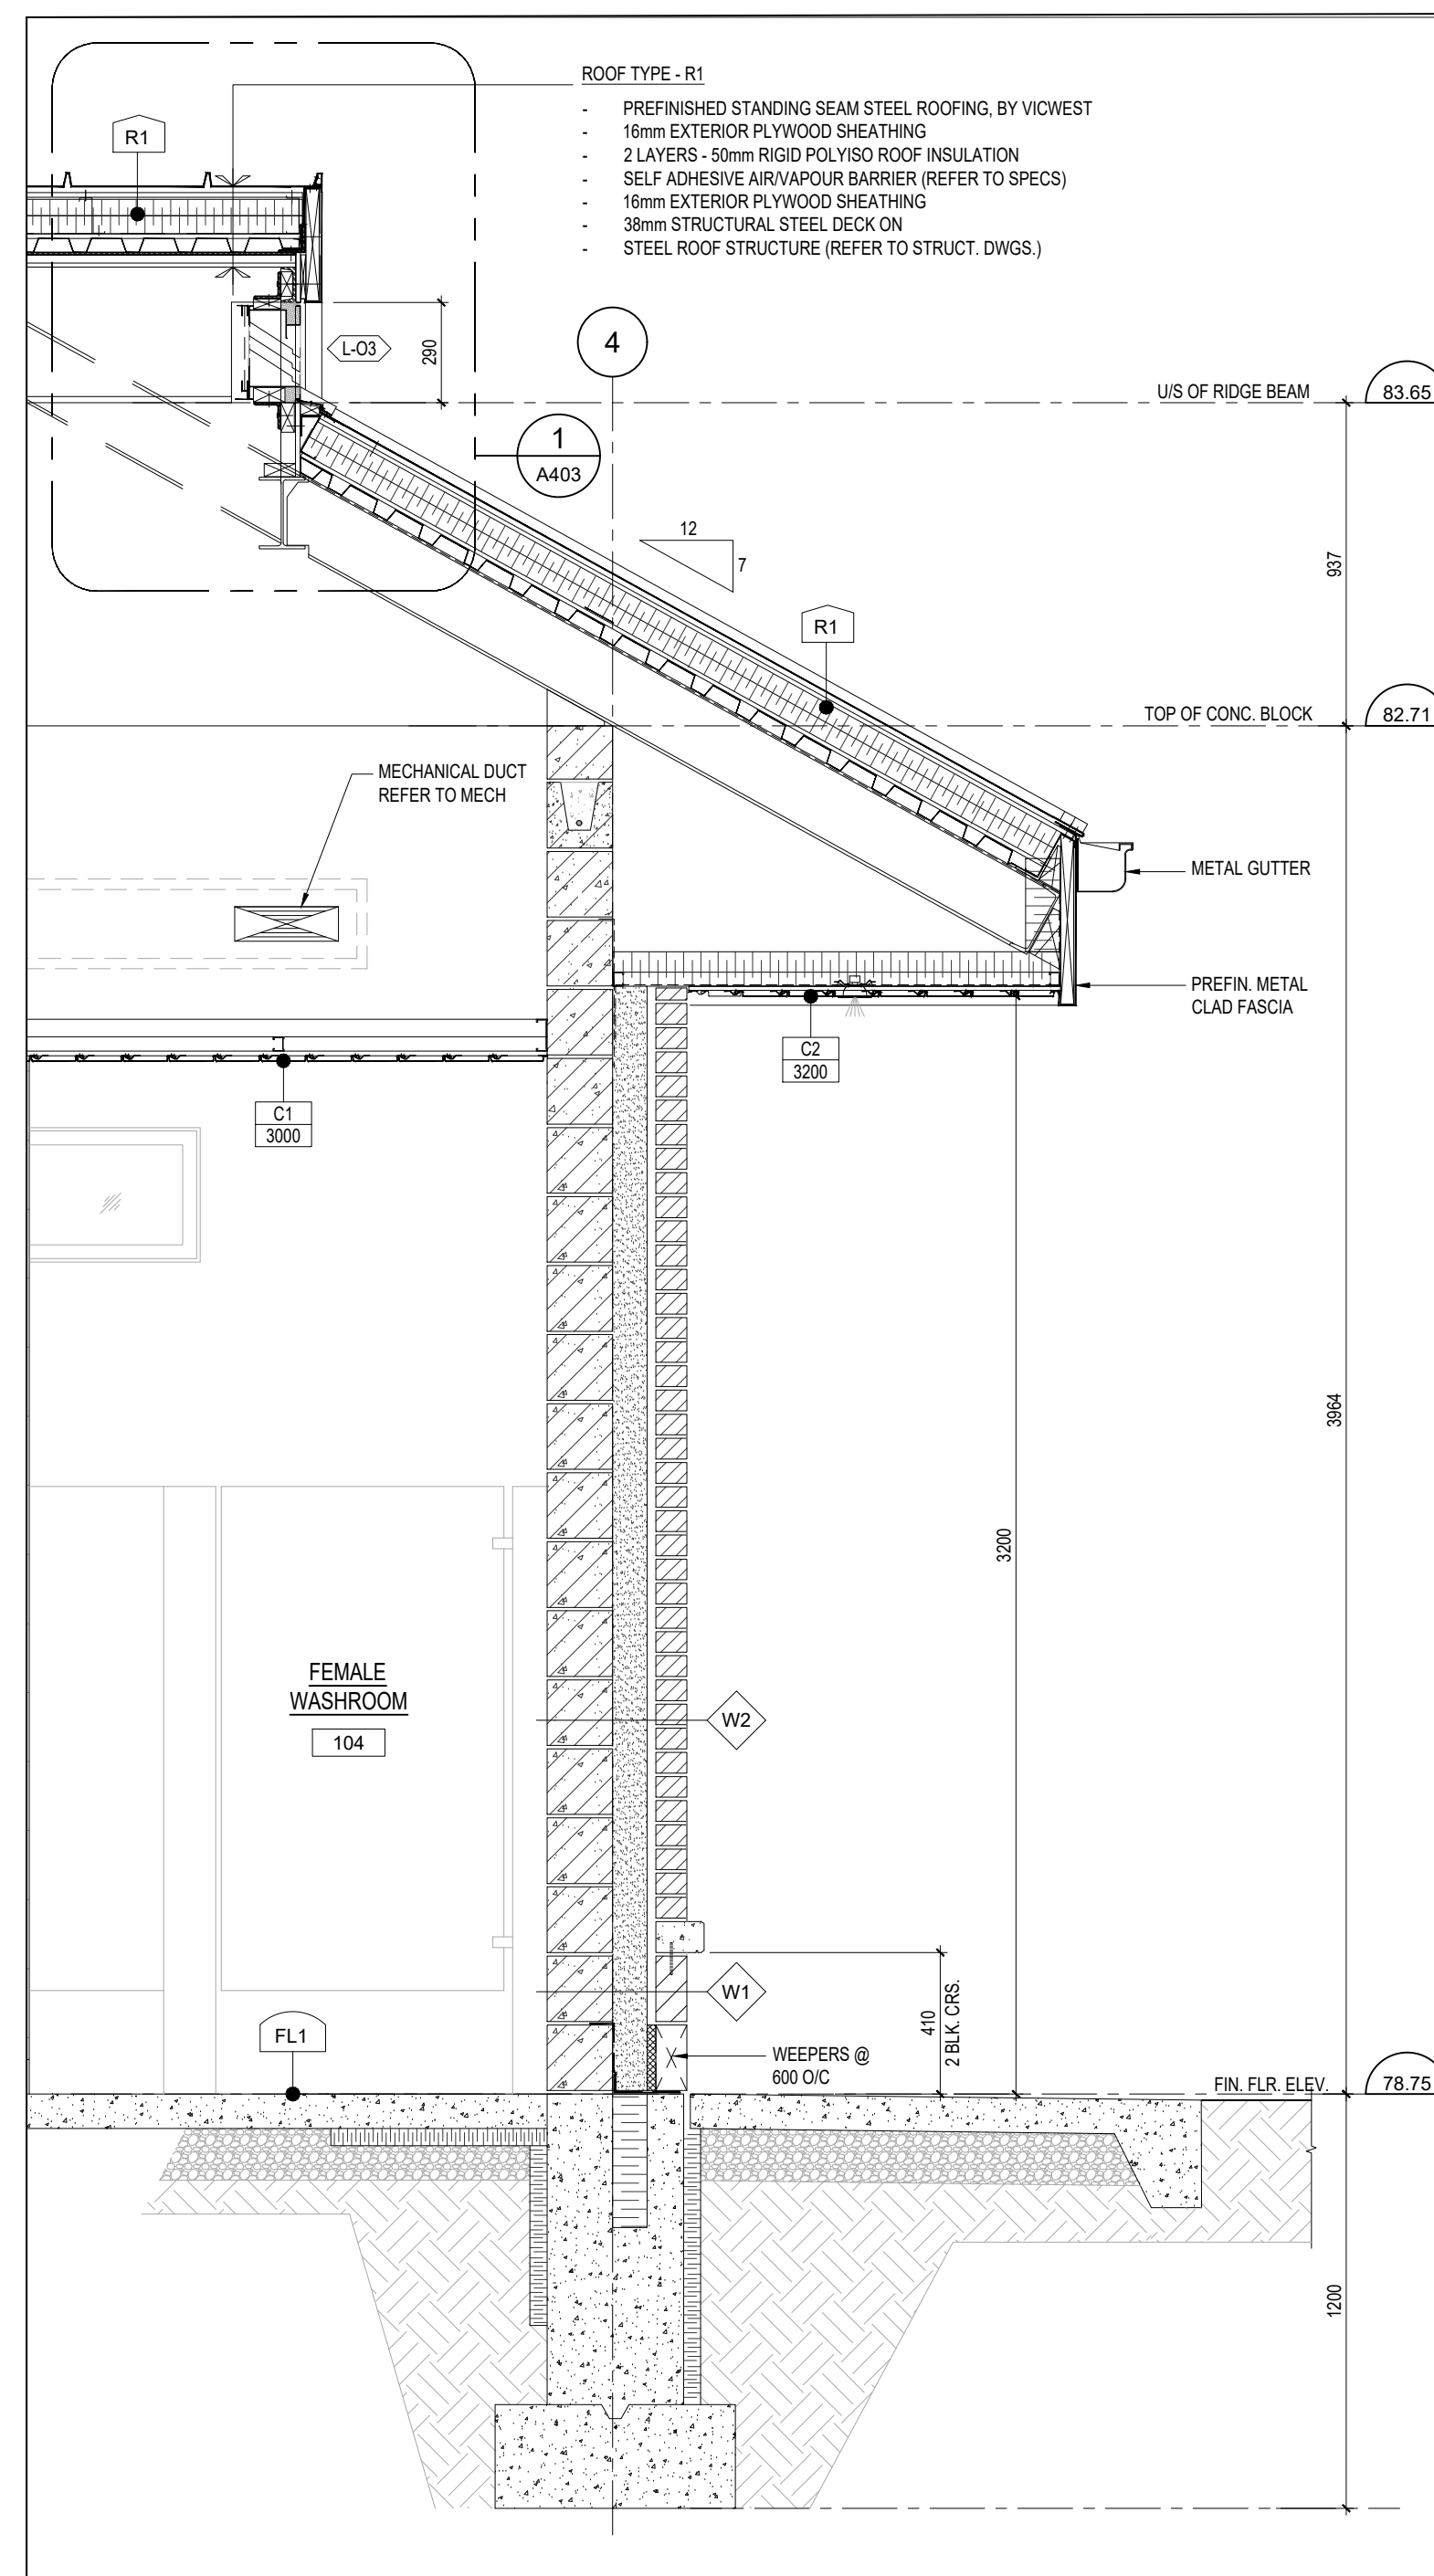 ROOF TYPE - R1
- PREFINISHED STANDING SEAM STEEL ROOFING, BY VICWEST
- 16mm EXTERIOR PLYWOOD SHEATHING
- 2 LAYERS - 50mm RIGID POLYISO ROOF INSULATION
- SELF ADHESIVE AIR/VAPOUR BARRIER (REFER TO SPECS)
- 16mm EXTERIOR PLYWOOD SHEATHING
- 38mm STRUCTURAL STEEL DECK ON
- STEEL ROOF STRUCTURE (REFER TO STRUCT. DWGS.)
R1
L-O3
290
4
U/S OF RIDGE BEAM
83.65
1
A403
12
7
937
R1
TOP OF CONC. BLOCK
82.71
MECHANICAL DUCT
REFER TO MECH
METAL GUTTER
PREFIN. METAL
CLAD FASCIA
C2
3200
C1
3000
3964
3200
FEMALE
WASHROOM
104
W2
W1
410
2 BLK. CRS.
FL1
WEEPERS @
600 O/C
FIN. FLR. ELEV.
78.75
1200